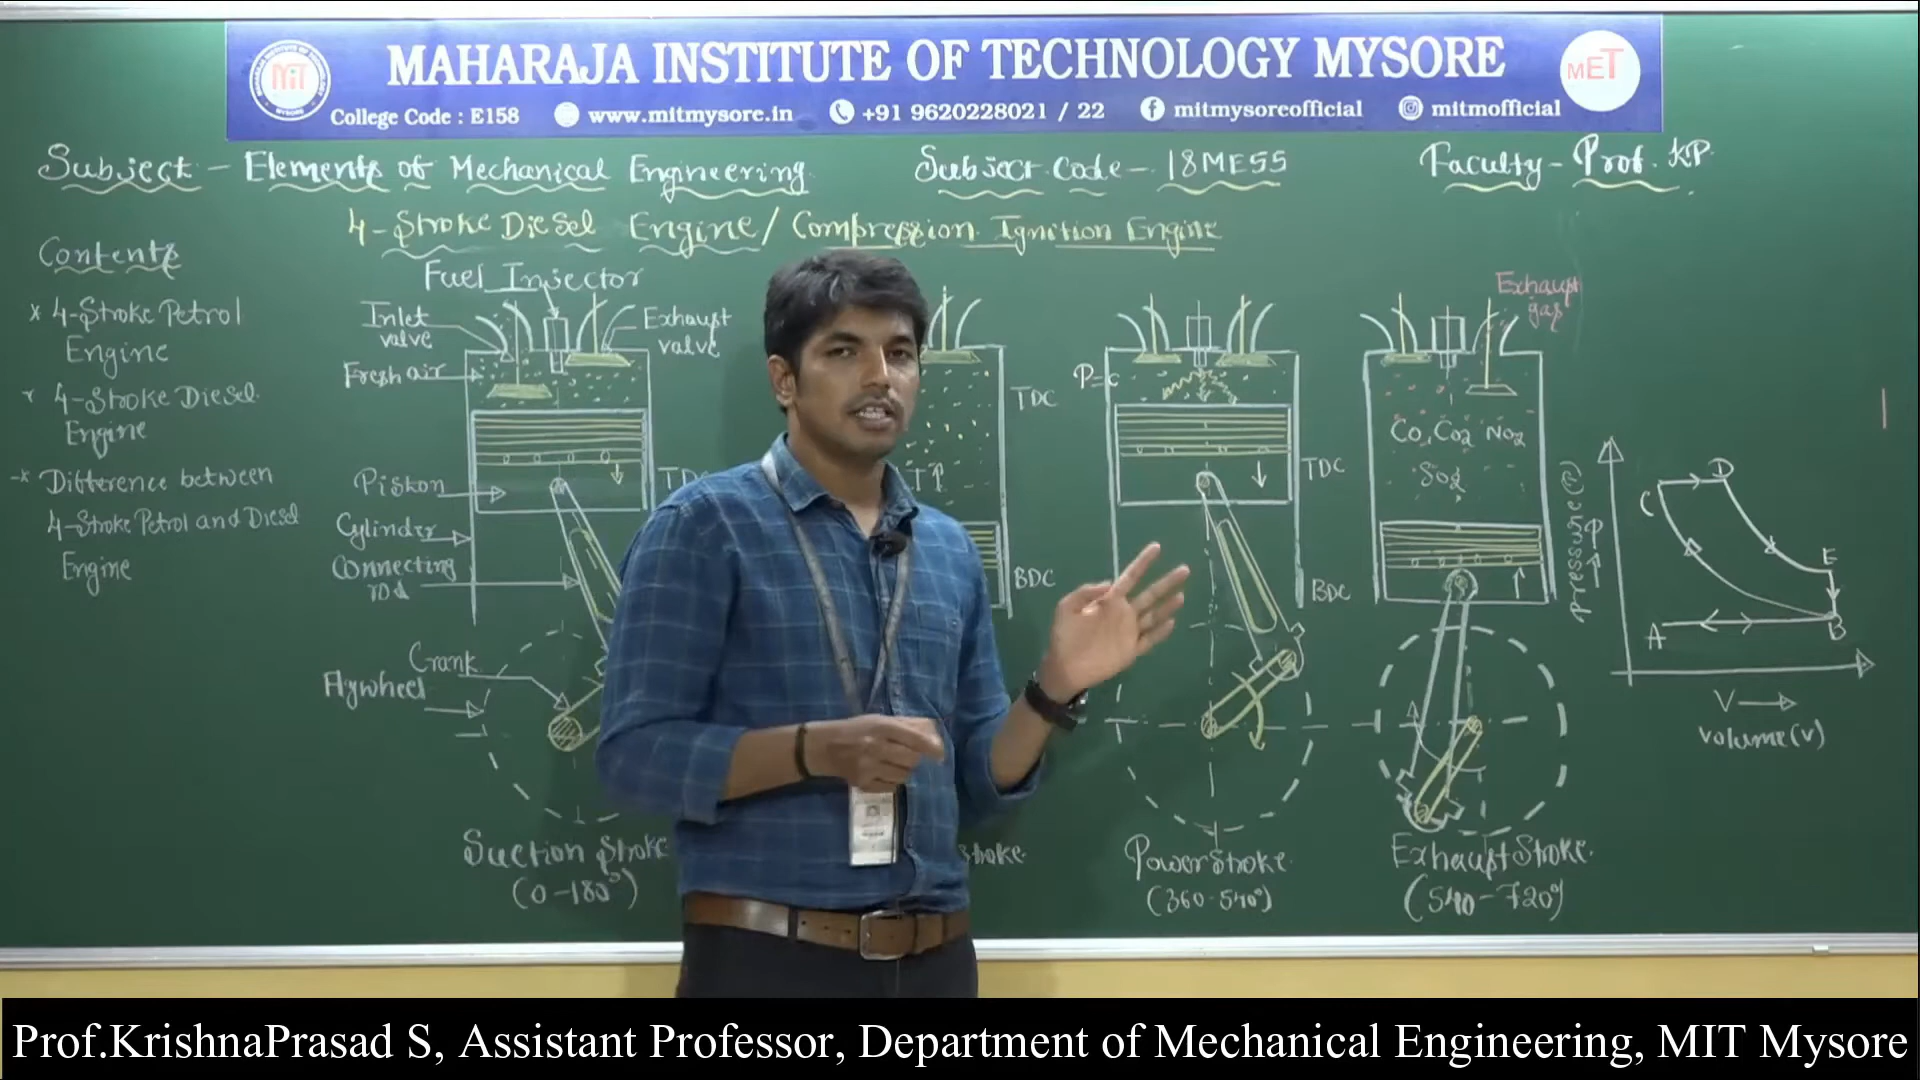 MAHARAJA INSTITUTE OF TECHNOLOGY MYSORE
MIT
MET
College Code : E158 www.mitmysore.in +91 9620228021 / 22 mitmysoreofficial mitmofficial
Subject - Elements of Mechanical Engineering Subject Code - 18ME55 Faculty - Prof. KP
4-Stroke Diesel Engine / Compression Ignition Engine
Contents
* 4-Stroke Petrol
Engine
* 4-Stroke Diesel
Engine
* Difference between
4-Stroke Petrol and Diesel
Engine
Fuel Injector
Inlet
valve
Exhaust
valve
Fresh air
Piston
Cylinder
Connecting
rod
Crank
Flywheel
TDC
Suction Stroke
(0-180°)
TDC
BDC
stroke
P=c
TDC
BDC
Power Stroke
(360-540°)
Exhaust
gas
Co, Co2 NO2
SO2
Exhaust Stroke
(540-720°)
Pressure (P)
P
C D
E
A B
V
Volume (V)
Prof.KrishnaPrasad S, Assistant Professor, Department of Mechanical Engineering, MIT Mysore